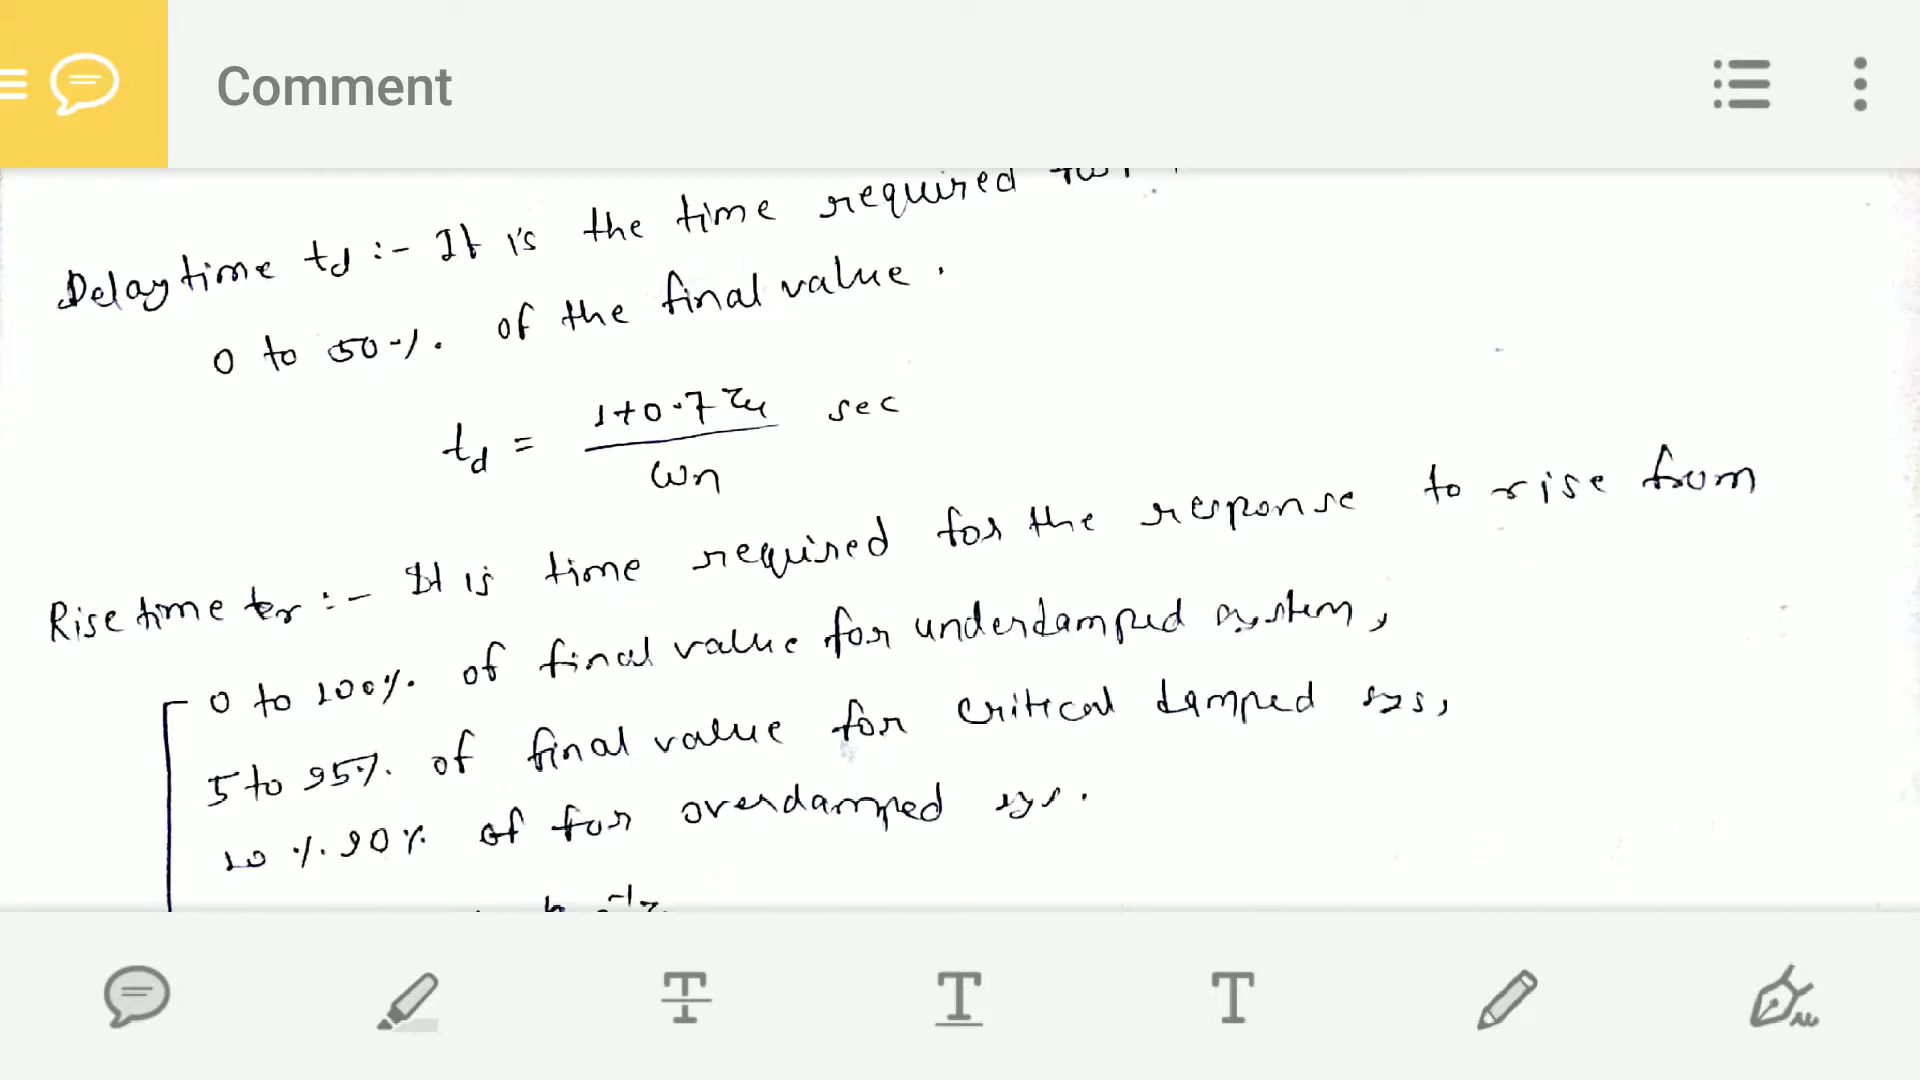 Comment
Delay time td :- It is the time required
0 to 50%. of the final value.
td = 1+0.7ζ / ωn sec
Rise time tr :- It is time required for the response to rise from
0 to 100%. of final value for underdamped system,
5 to 95%. of final value for critical damped sys,
10 %. 90% of for overdamped sys.